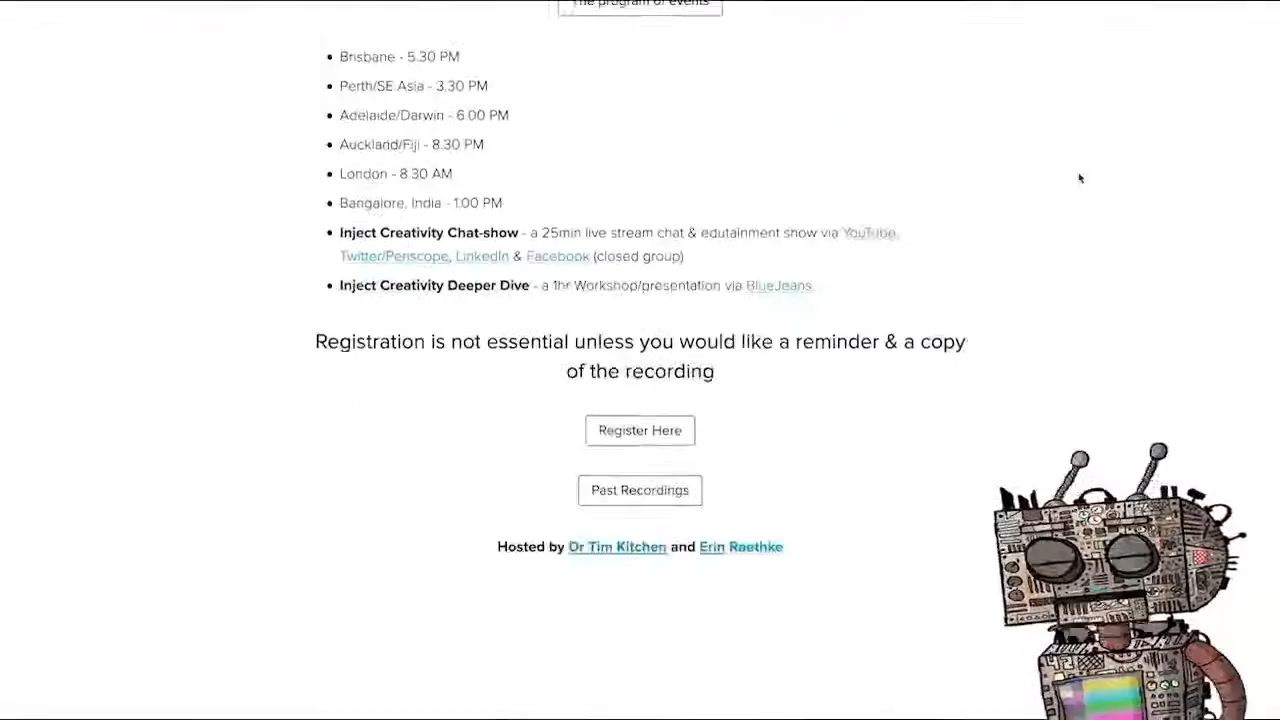 The program of events
Brisbane - 5.30 PM
Perth/SE Asia - 3.30 PM
Adelaide/Darwin - 6.00 PM
Auckland/Fiji - 8.30 PM
London - 8.30 AM
Bangalore, India - 1.00 PM
Inject Creativity Chat-show - a 25min live stream chat & edutainment show via YouTube,
Twitter/Periscope, LinkedIn & Facebook (closed group)
Inject Creativity Deeper Dive - a 1hr Workshop/presentation via BlueJeans.
Registration is not essential unless you would like a reminder & a copy
of the recording
Register Here
Past Recordings
Hosted by Dr Tim Kitchen and Erin Raethke